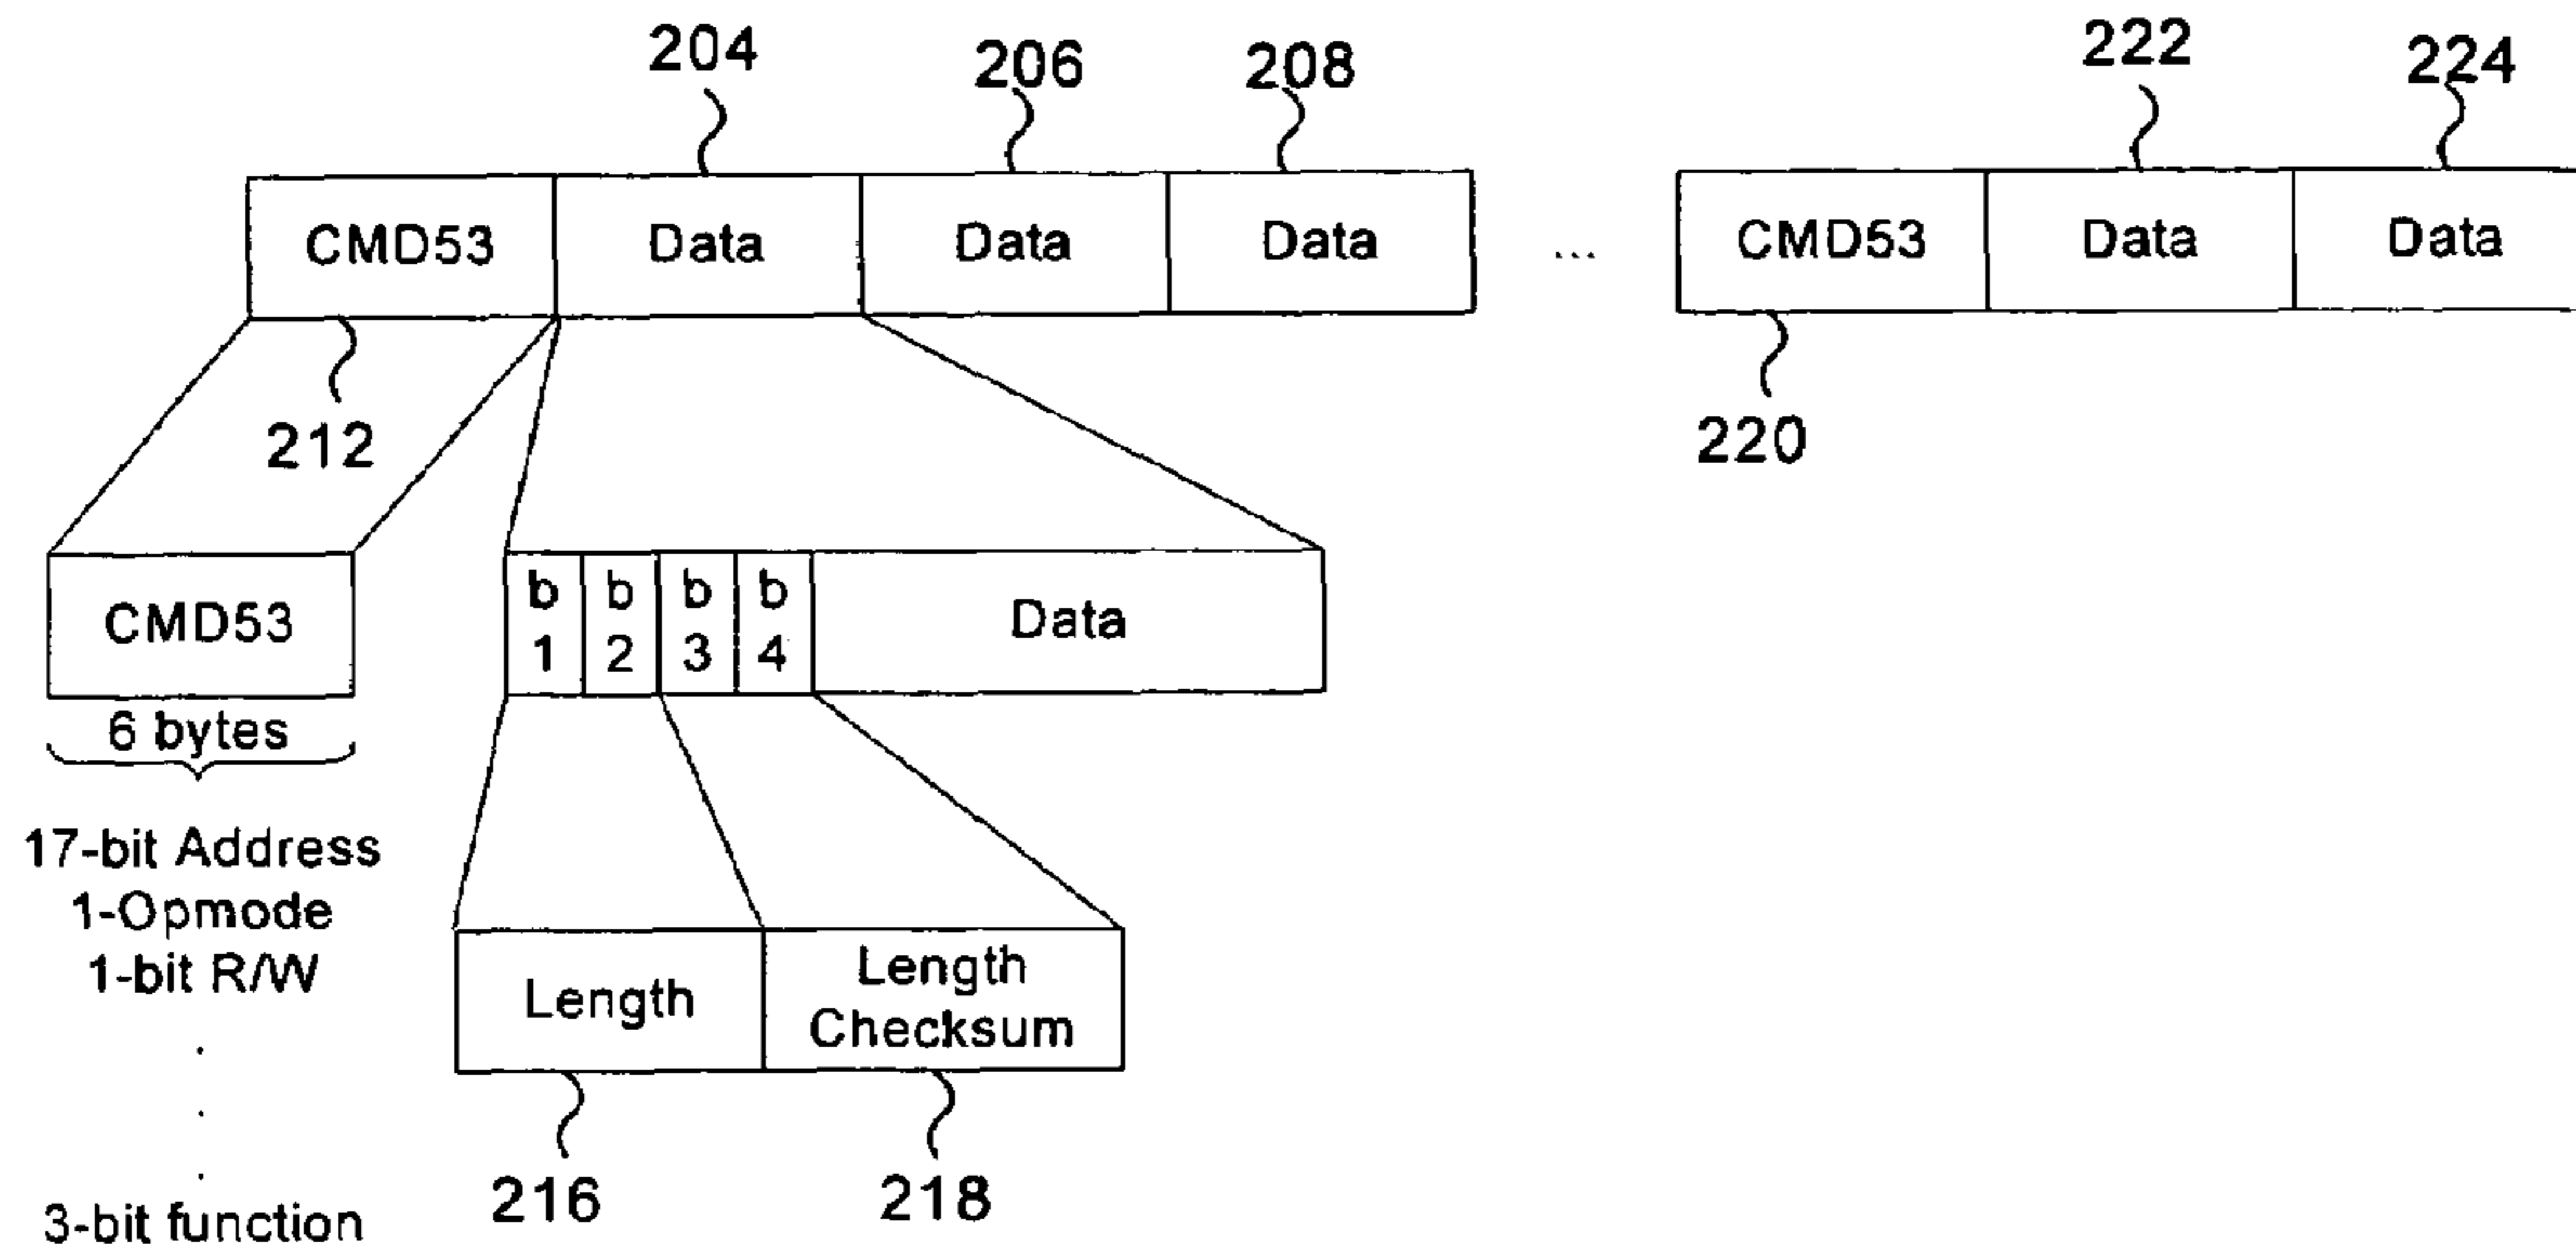 204
206
208
222
224
CMD53
Data
Data
Data
...
CMD53
Data
Data
212
220
CMD53
b
1
b
2
b
3
b
4
Data
6 bytes
17-bit Address
1-Opmode
1-bit R/W
.
.
.
3-bit function
Length
Length
Checksum
216
218